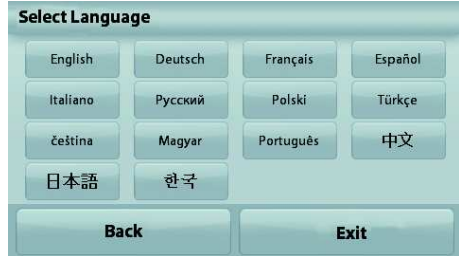 Select Language
English Deutsch Français Español
Italiano Русский Polski Türkçe
čeština Magyar Português 中文
日本語 한국
Back Exit